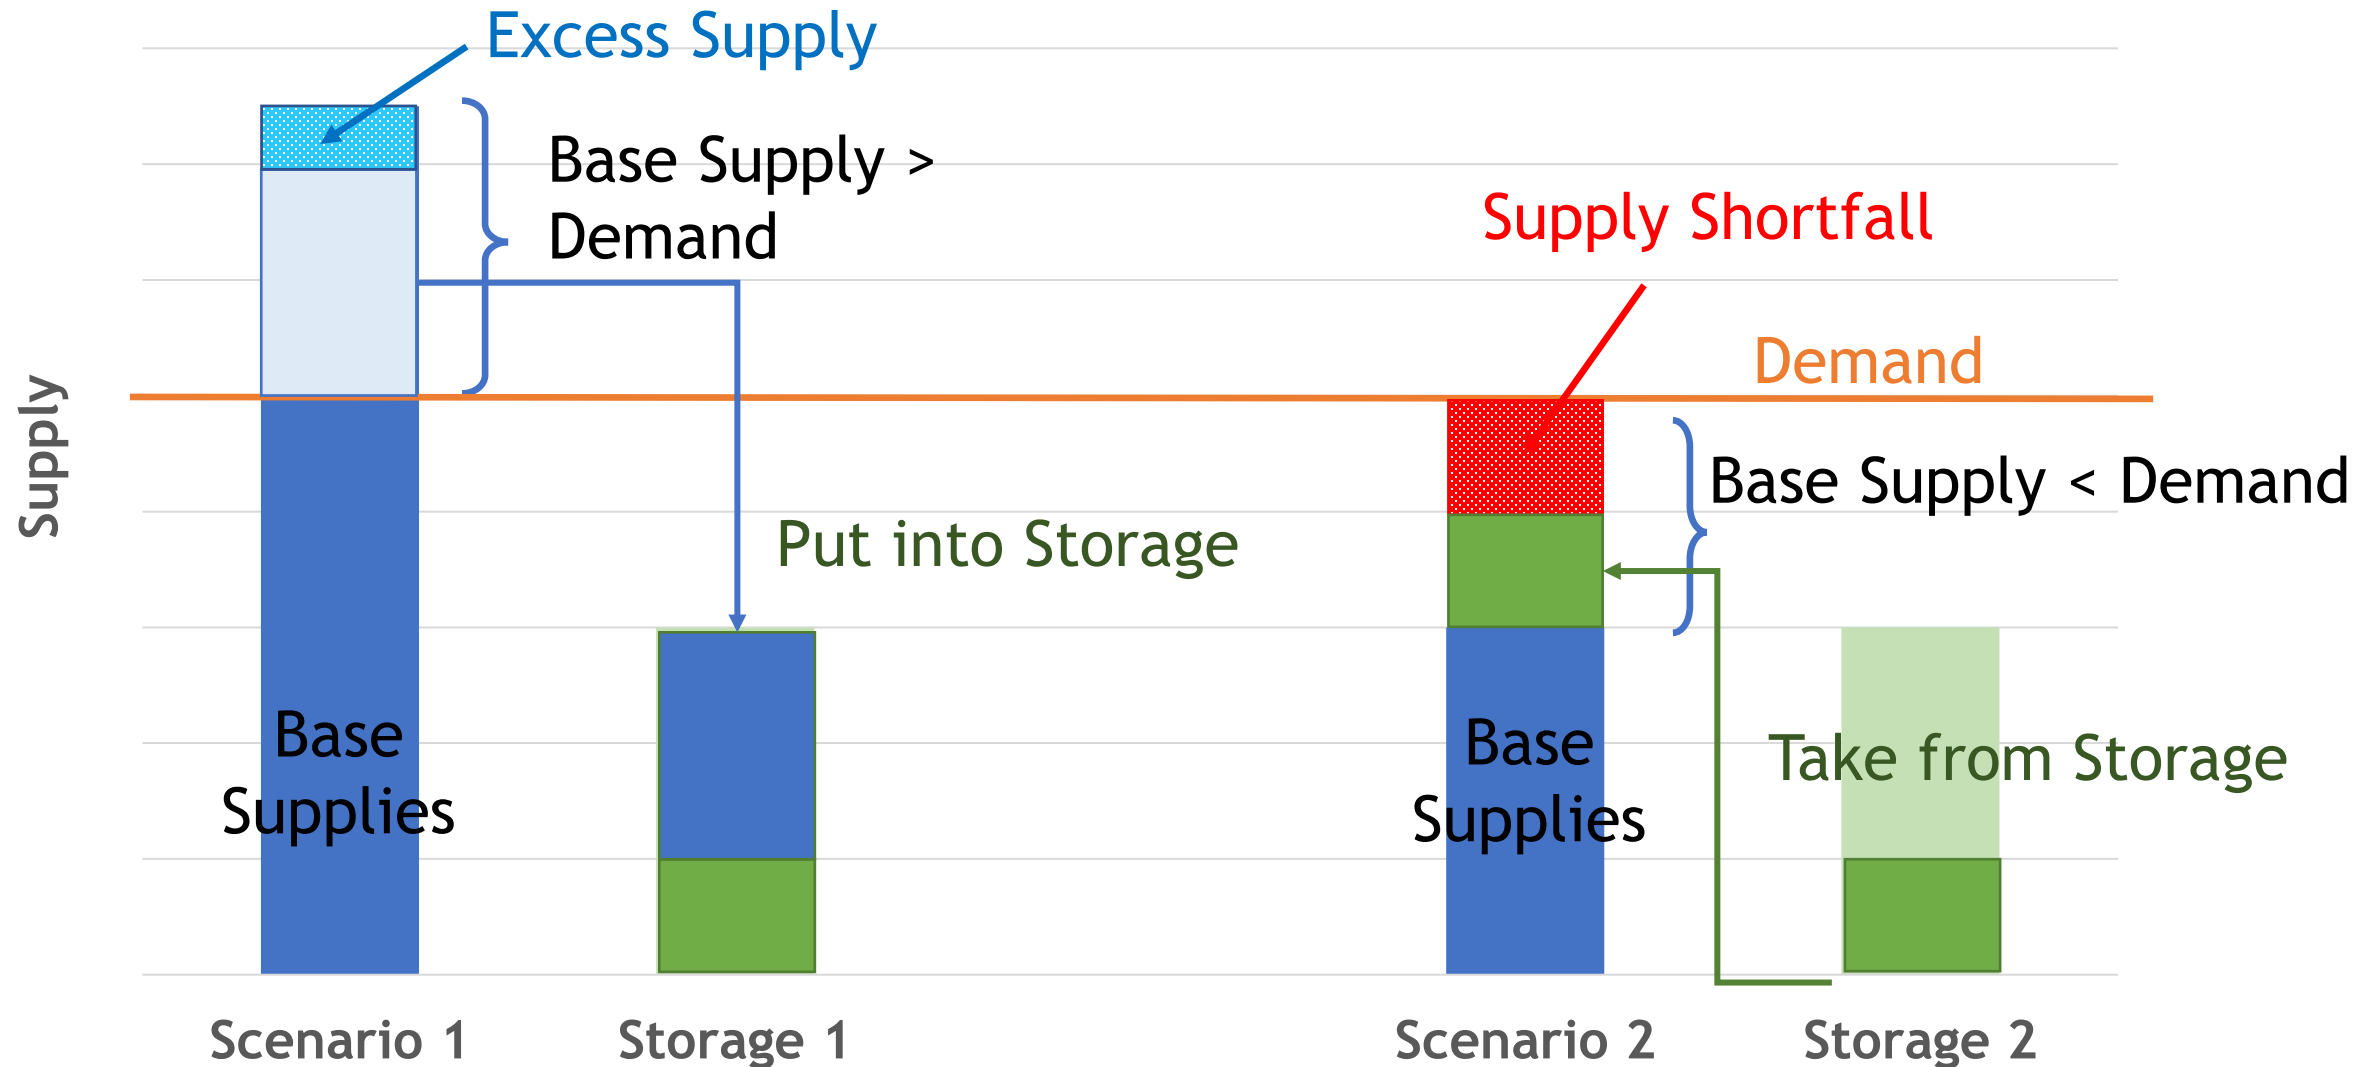 Excess Supply
Base Supply >
Demand
Supply Shortfall
Demand
Supply
Base Supply < Demand
Put into Storage
Base
Supplies
Base
Supplies
Take from Storage
Scenario 1
Storage 1
Scenario 2
Storage 2